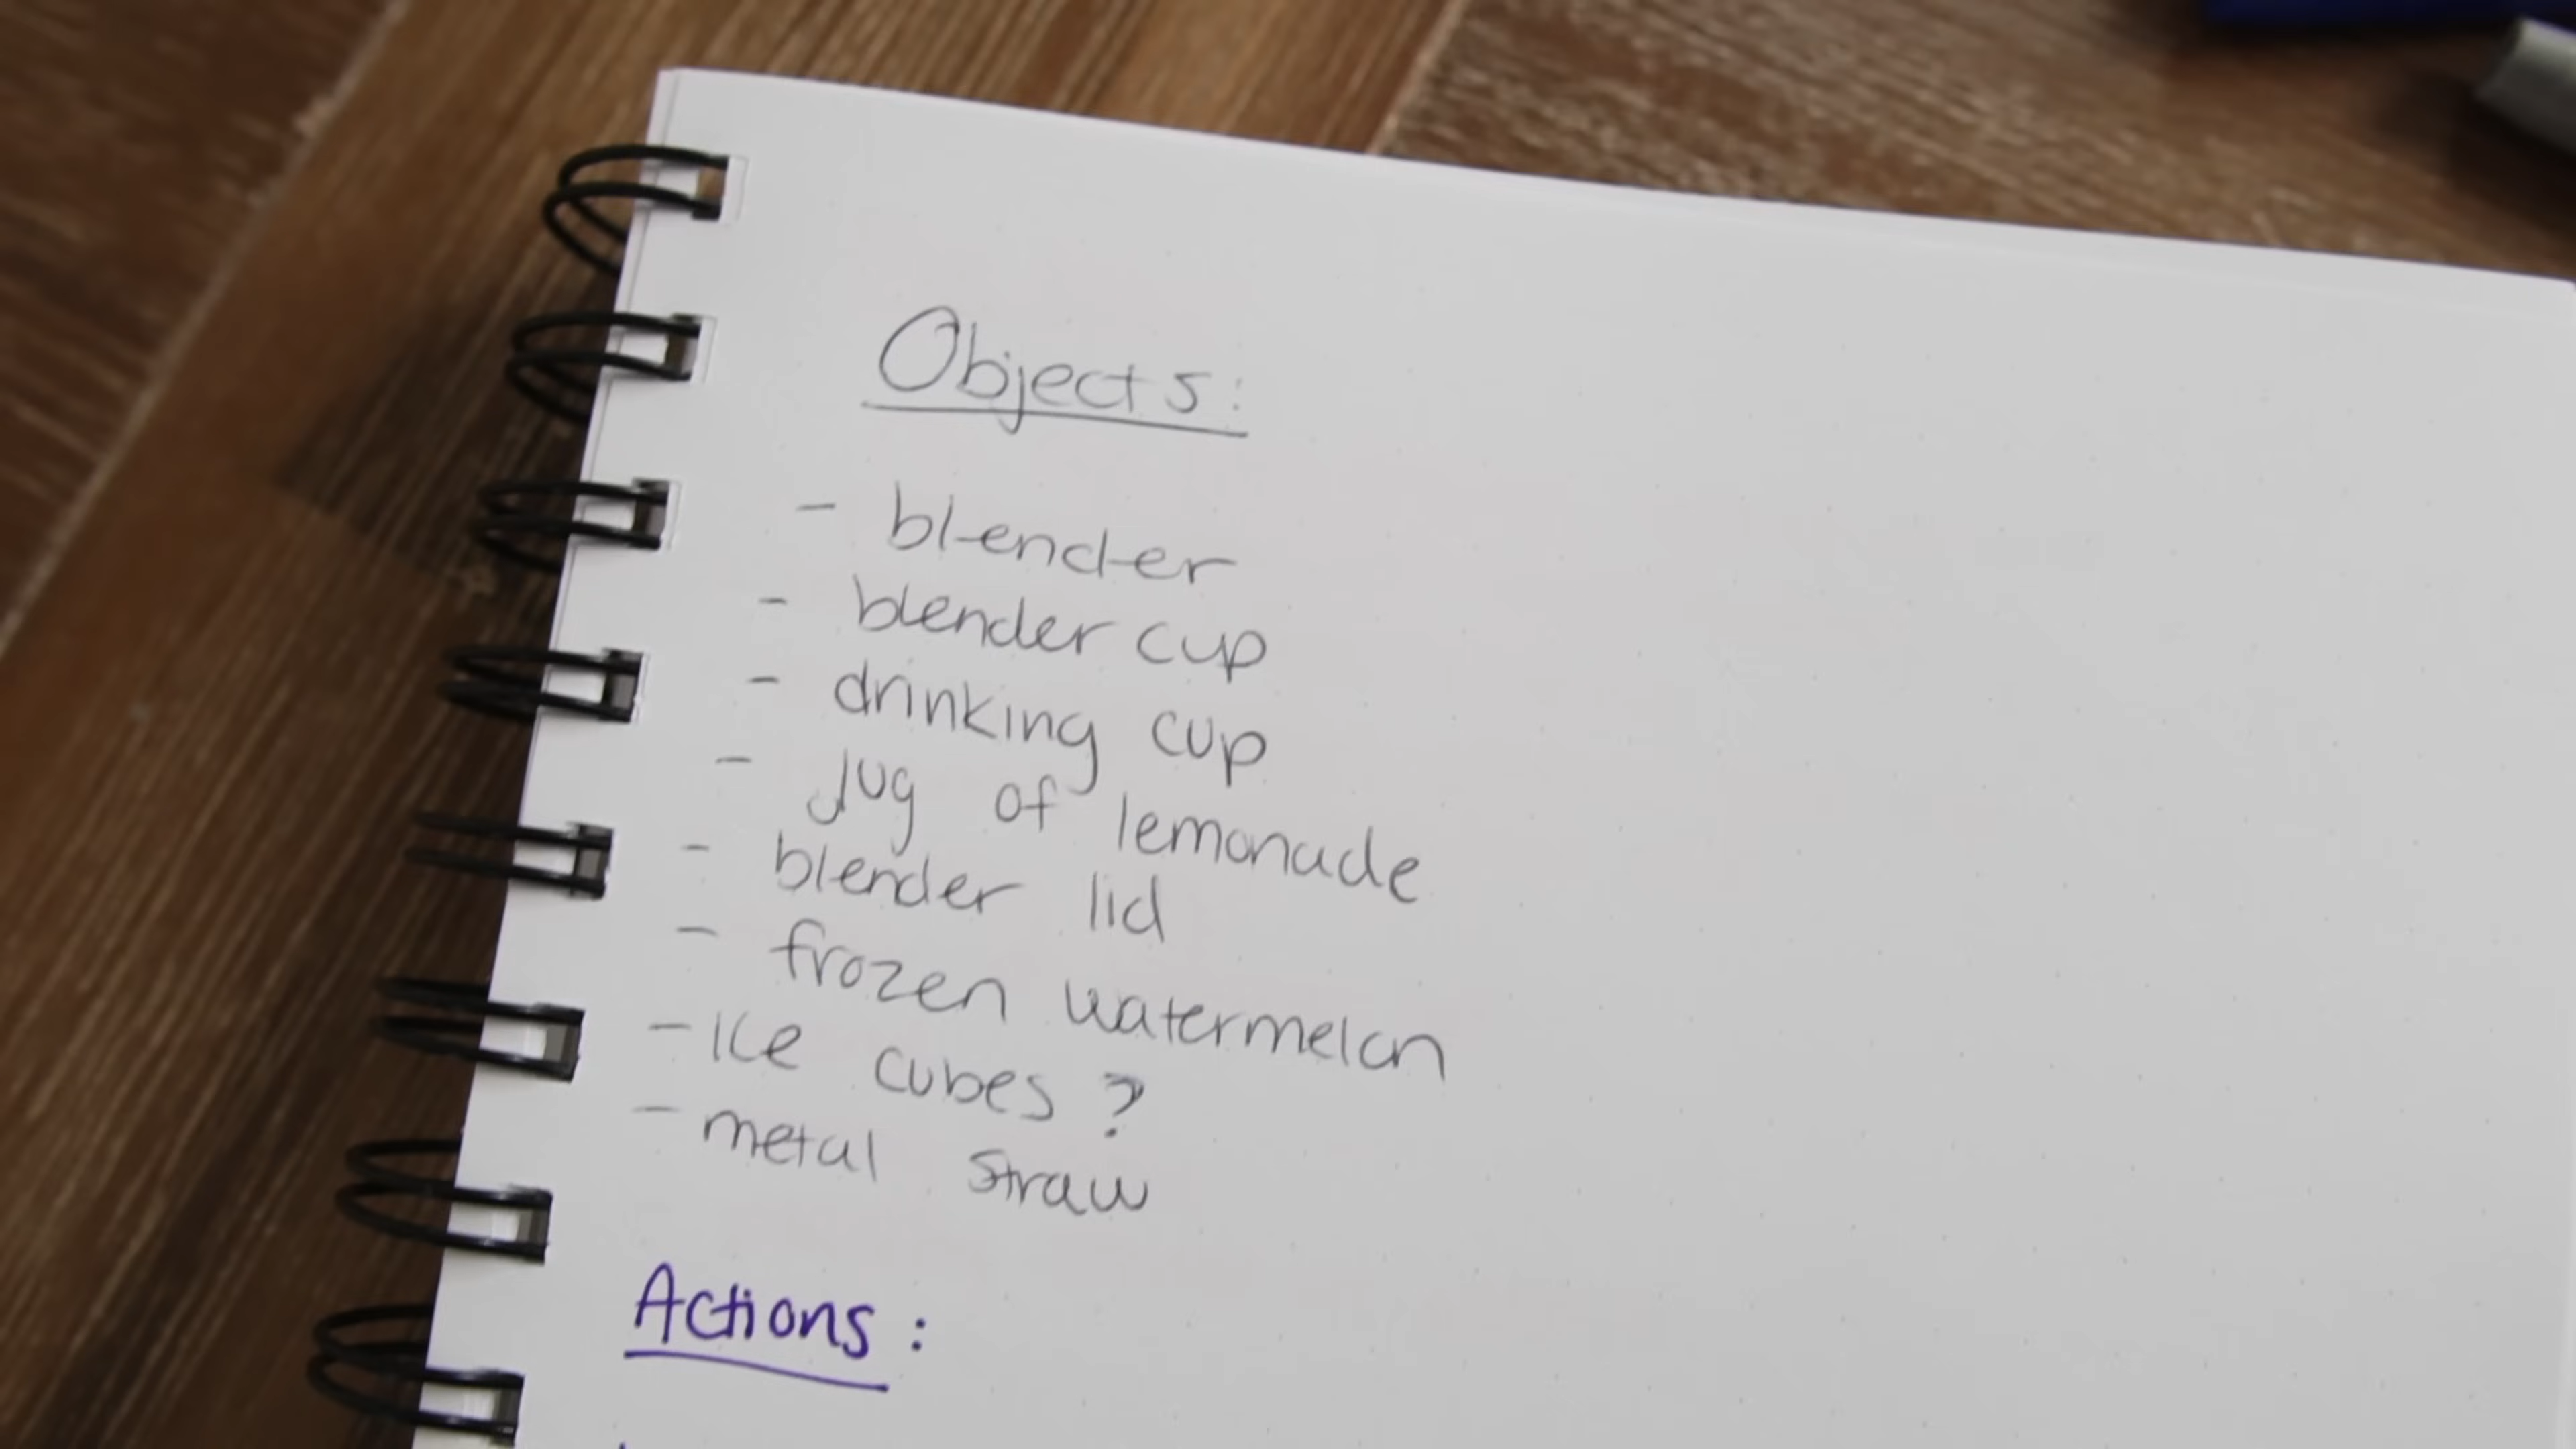 Objects:
- blender
- blender cup
- drinking cup
- Jug of lemonade
- blender lid
- frozen watermelon
- ice cubes ?
- metal straw
Actions: